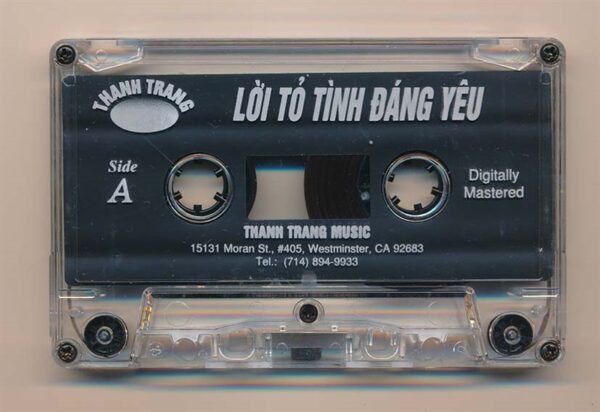 THANH TRANG
LỜI TỎ TÌNH ĐÁNG YÊU
Side
A
Digitally
Mastered
THANH TRANG MUSIC
15131 Moran St., #405, Westminster, CA 92683
Tel.: (714) 894-9933